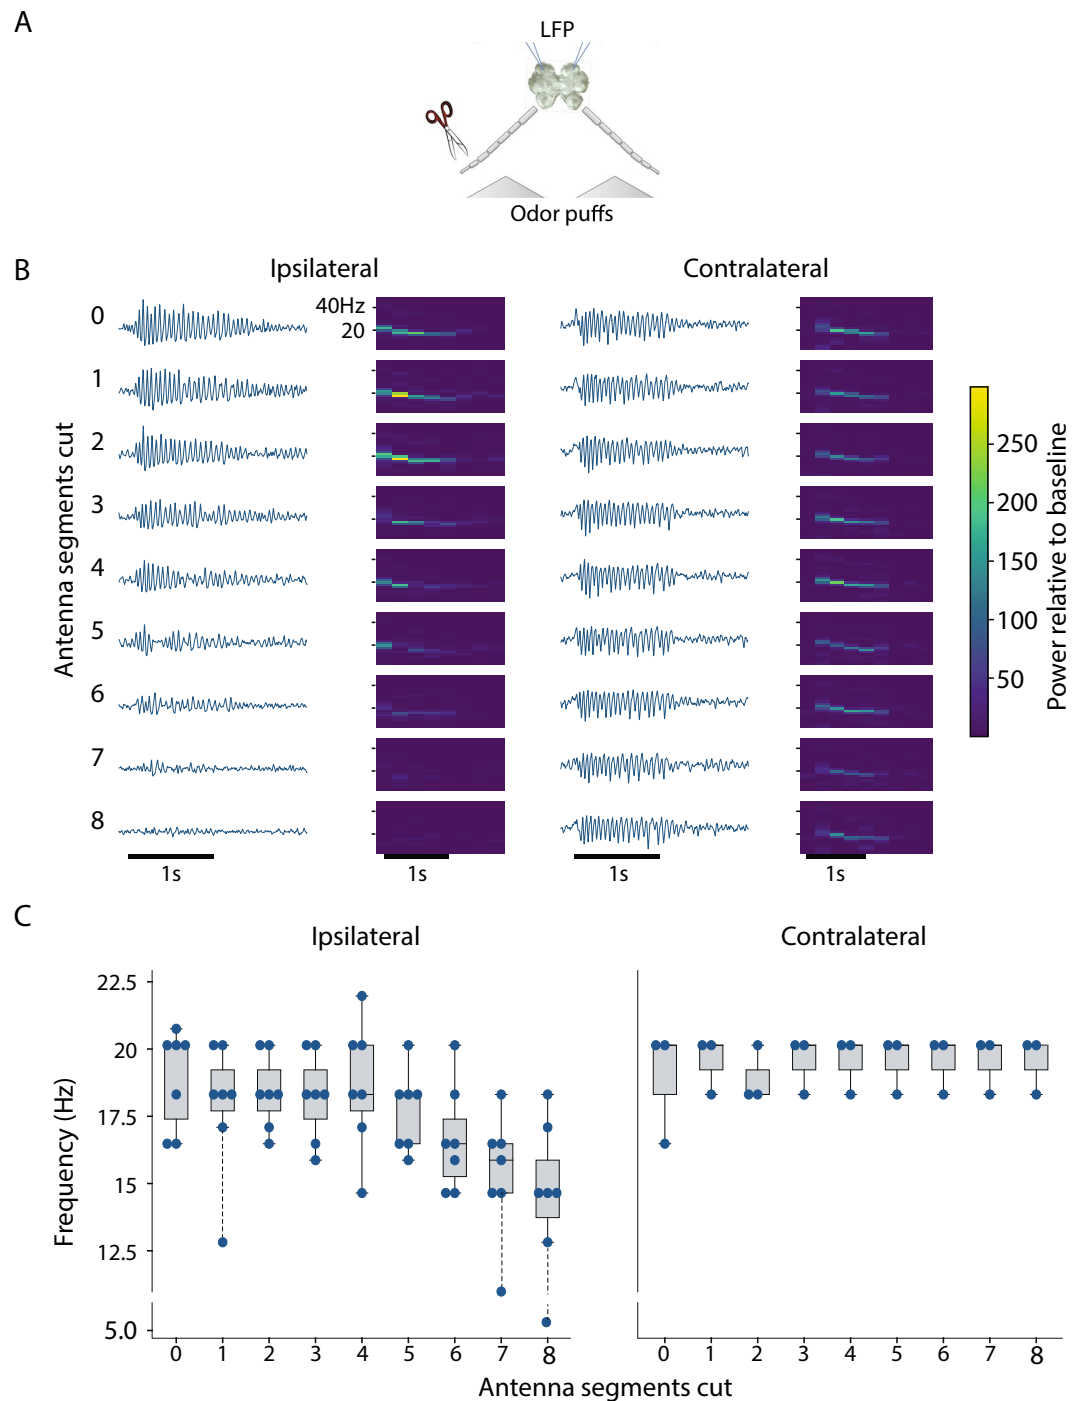 A
LFP
Odor puffs
B
Ipsilateral
Contralateral
Antenna segments cut
0
1
2
3
4
5
6
7
8
40Hz
20
1s
1s
1s
1s
250
200
150
100
50
Power relative to baseline
C
Ipsilateral
Contralateral
Frequency (Hz)
22.5
20
17.5
15
12.5
5.0
0 1 2 3 4 5 6 7 8
0 1 2 3 4 5 6 7 8
Antenna segments cut